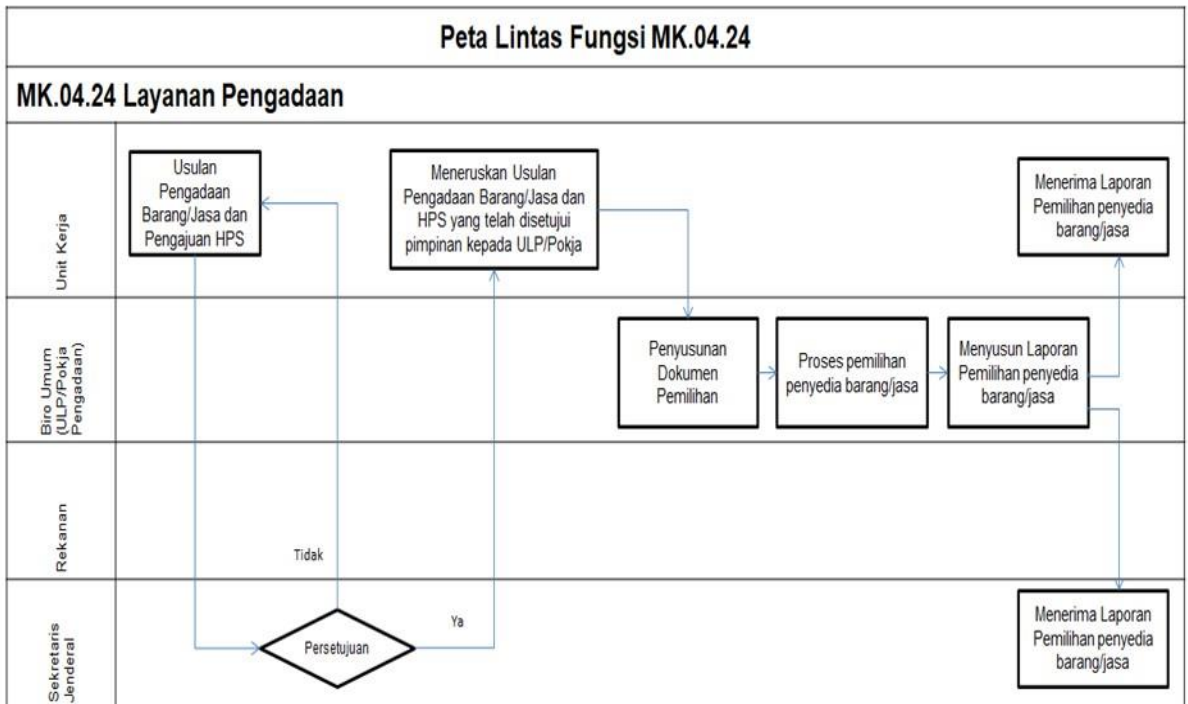 Peta Lintas Fungsi MK.04.24
MK.04.24 Layanan Pengadaan
Unit Kerja
Usulan
Pengadaan
Barang/Jasa dan
Pengajuan HPS
Meneruskan Usulan
Pengadaan Barang/Jasa dan
HPS yang telah disetujui
pimpinan kepada ULP/Pokja
Menerima Laporan
Pemilihan penyedia
barang/jasa
Biro Umum
(ULP/Pokja
Pengadaan)
Penyusunan
Dokumen
Pemilihan
Proses pemilihan
penyedia barang/jasa
Menyusun Laporan
Pemilihan penyedia
barang/jasa
Rekanan
Tidak
Sekretaris
Jenderal
Persetujuan
Ya
Menerima Laporan
Pemilihan penyedia
barang/jasa